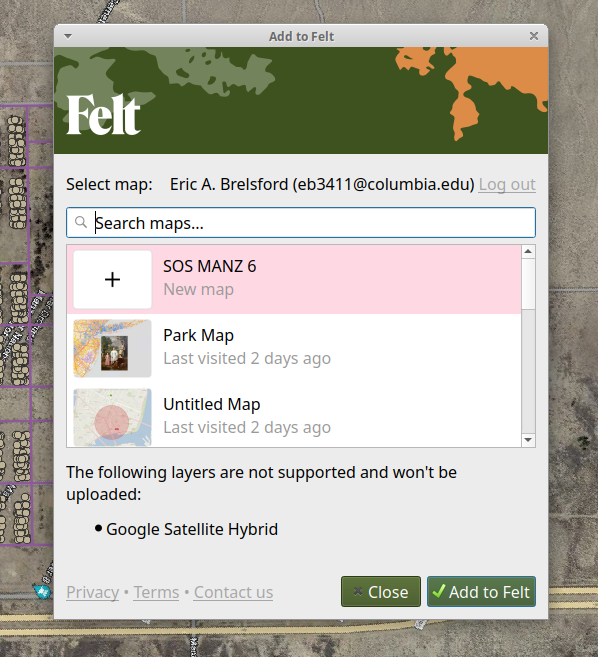 Add to Felt
Felt
Select map: Eric A. Brelsford (eb3411@columbia.edu) Log out
Search maps...
SOS MANZ 6
New map
Park Map
Last visited 2 days ago
Untitled Map
Last visited 2 days ago
The following layers are not supported and won't be
uploaded:
• Google Satellite Hybrid
Privacy • Terms • Contact us
Close
Add to Felt